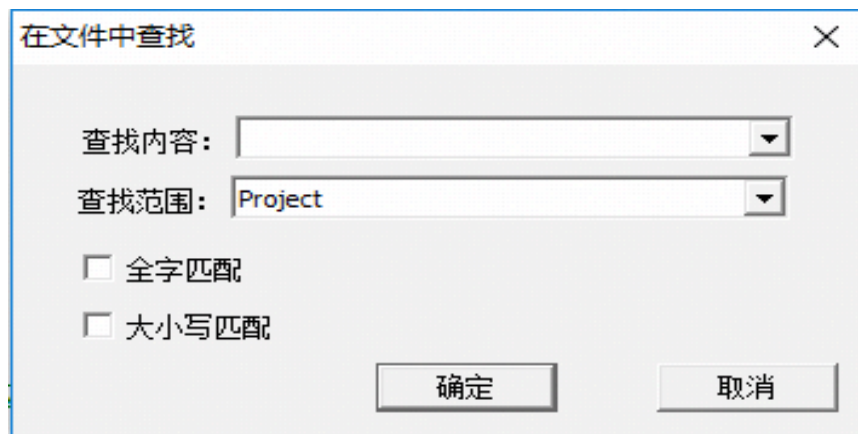 在文件中查找
查找内容：
查找范围： Project
全字匹配
大小写匹配
确定 取消